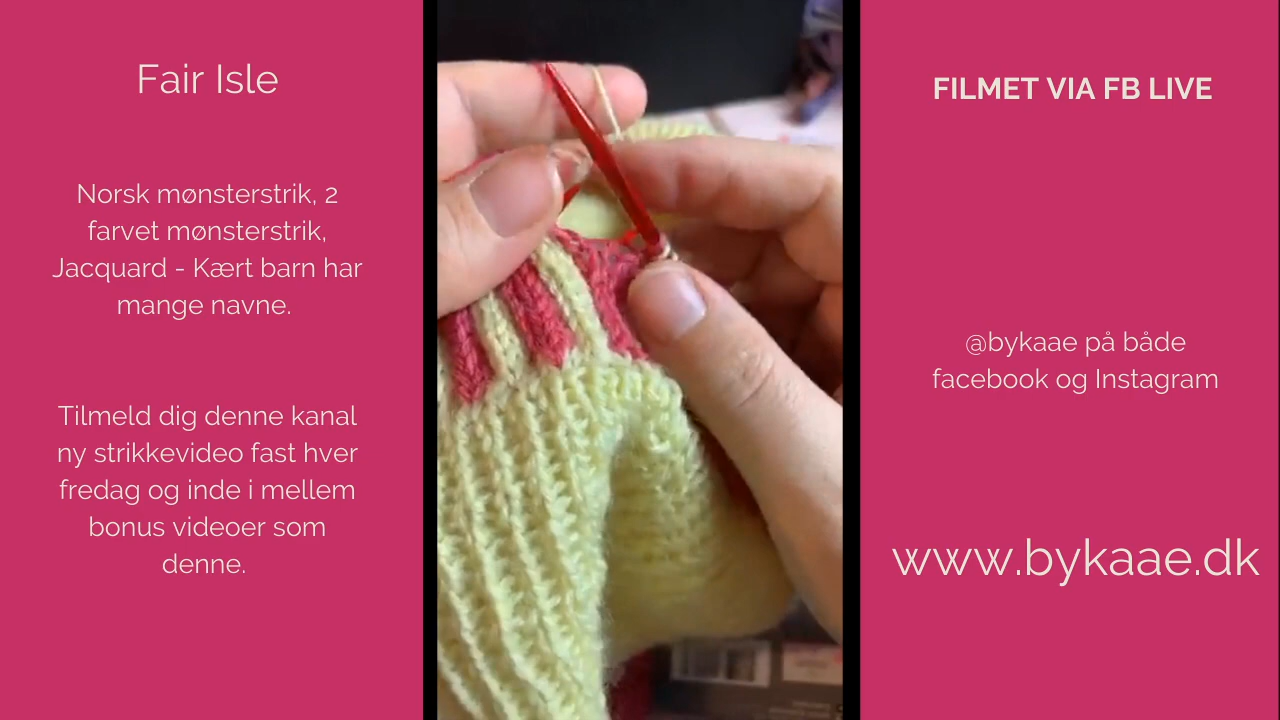 Fair Isle
Norsk mønsterstrik, 2
farvet mønsterstrik,
Jacquard - Kært barn har
mange navne.
Tilmeld dig denne kanal
ny strikkevideo fast hver
fredag og inde i mellem
bonus videoer som
denne.
FILMET VIA FB LIVE
@bykaae på både
facebook og Instagram
www.bykaae.dk